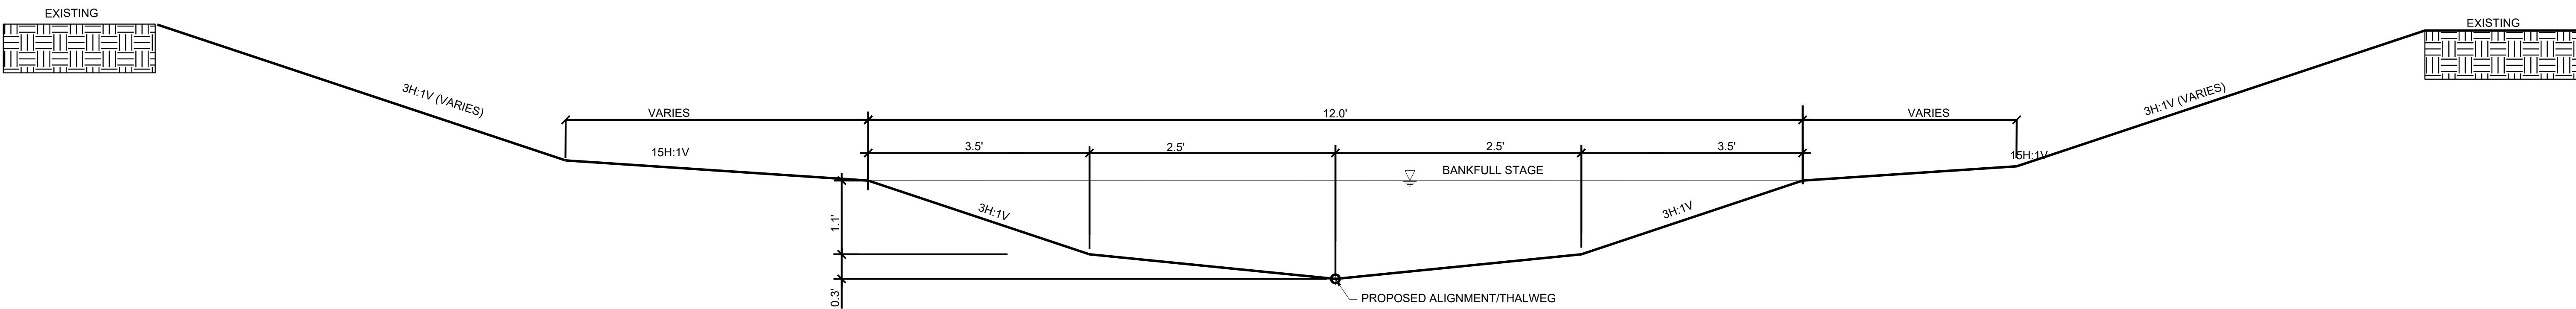 EXISTING
EXISTING
3H:1V (VARIES)
3H:1V (VARIES)
VARIES
12.0'
VARIES
3.5'
2.5'
2.5'
3.5'
15H:1V
15H:1V
BANKFULL STAGE
3H:1V
3H:1V
1.1'
0.3'
PROPOSED ALIGNMENT/THALWEG